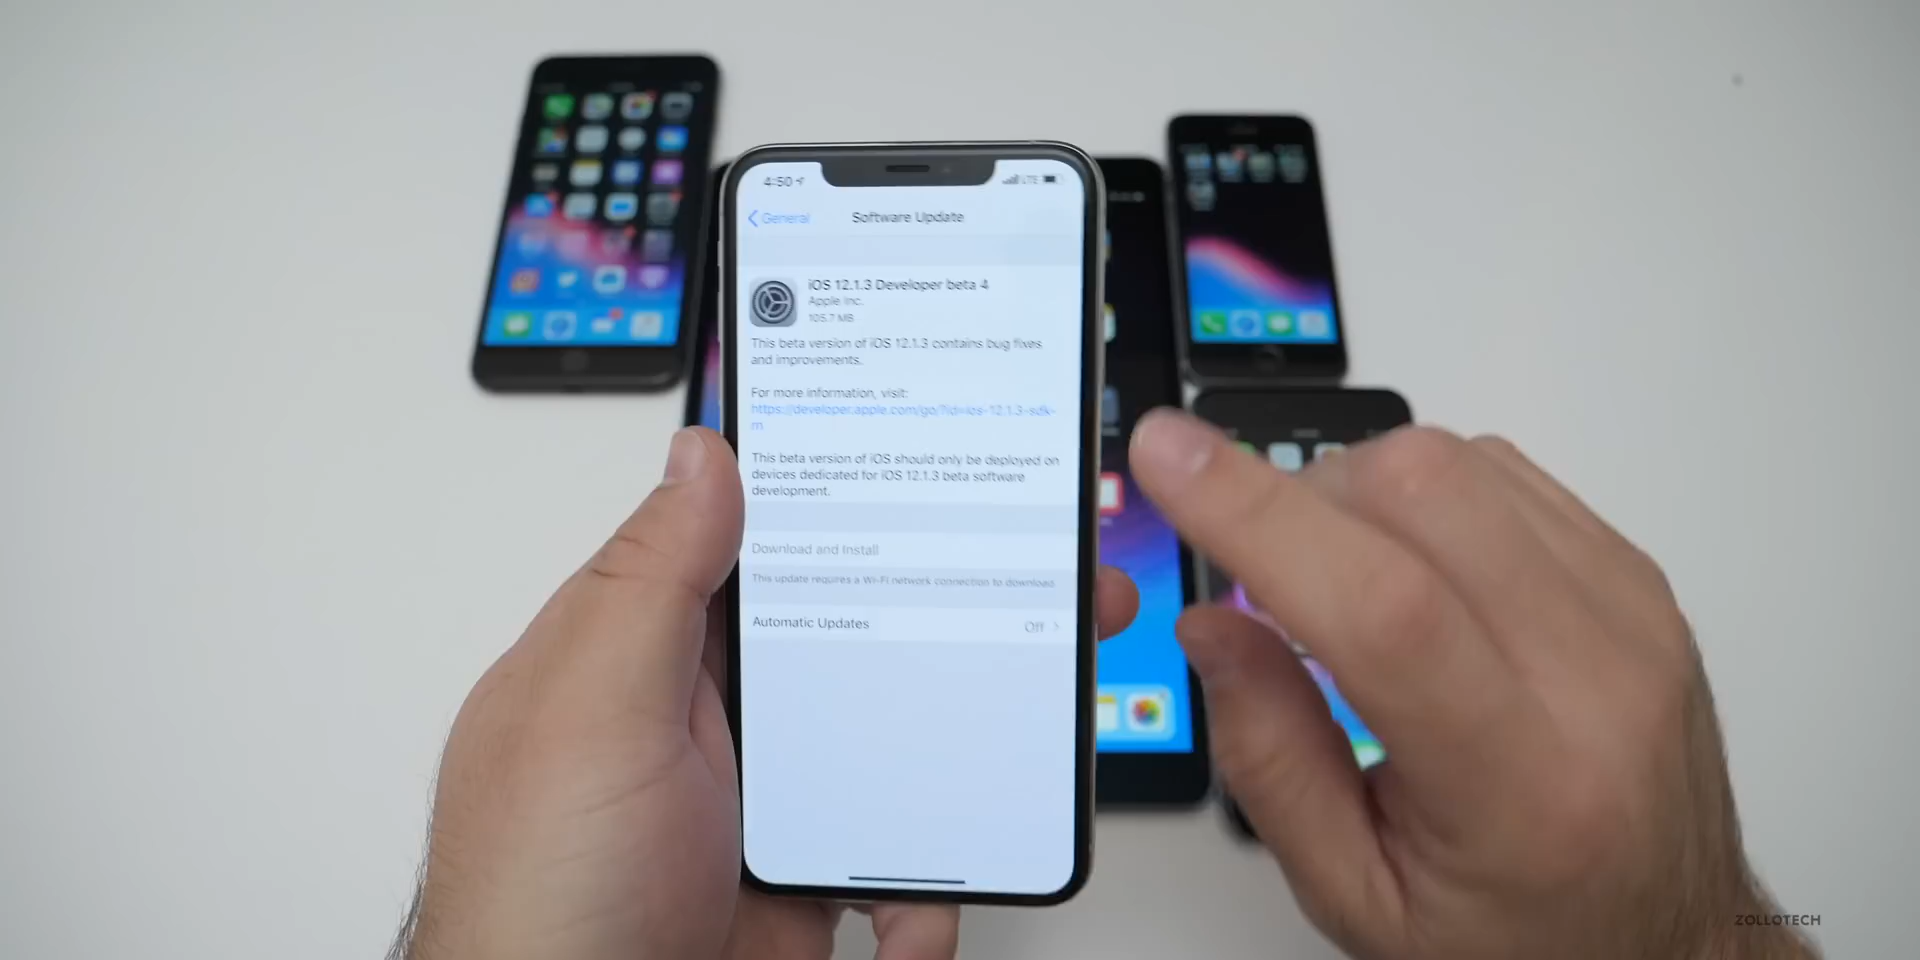 4:50
LTE
General
Software Update
iOS 12.1.3 Developer beta 4
Apple Inc.
105.7 MB
This beta version of iOS 12.1.3 contains bug fixes
and improvements.
For more information, visit:
https://developer.apple.com/go/?id=ios-12.1.3-sdk-
rn
This beta version of iOS should only be deployed on
devices dedicated for iOS 12.1.3 beta software
development.
Download and Install
This update requires a Wi-Fi network connection to download
Automatic Updates
Off
ZOLLOTECH